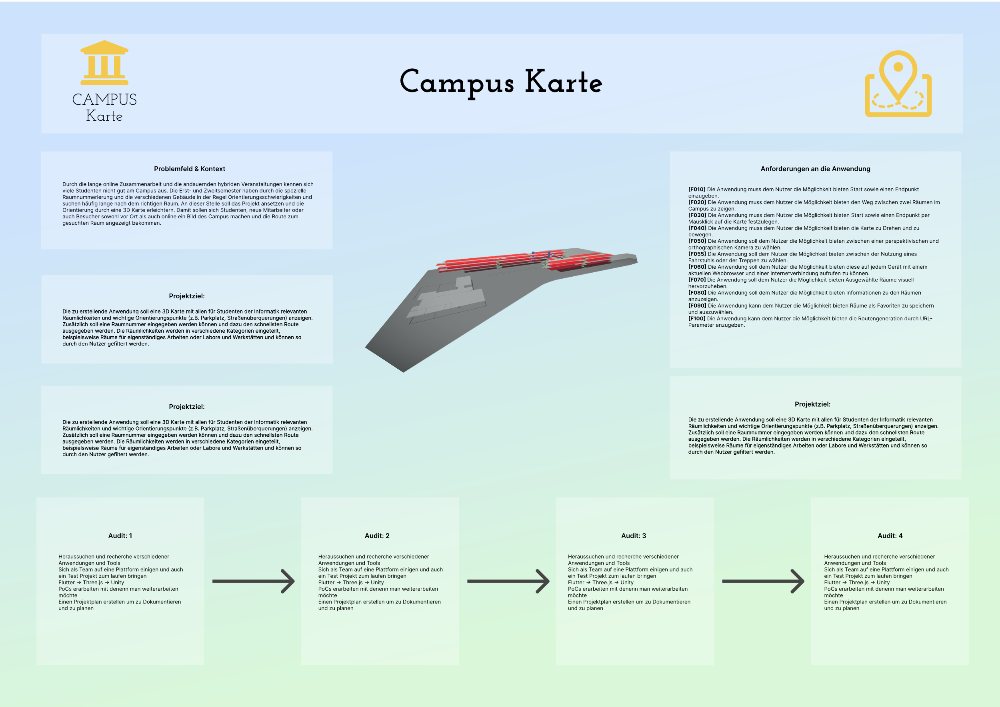 CAMPUS
Karte
Campus Karte
Problemfeld & Kontext
Durch die lange online Zusammenarbeit und die andauernden hybriden Veranstaltungen kennen sich
viele Studenten nicht gut am Campus aus. Die Erst- und Zweitsemester haben durch die spezielle
Raumnummerierung und die verschiedenen Gebäude in der Regel Orientierungsschwierigkeiten und
suchen häufig lange nach dem richtigen Raum. An dieser Stelle soll das Projekt ansetzen und die
Orientierung durch eine 3D Karte erleichtern. Damit sollen sich Studenten, neue Mitarbeiter oder
auch Besucher sowohl vor Ort als auch online ein Bild des Campus machen und die Route zum
gesuchten Raum angezeigt bekommen.
Projektziel:
Die zu erstellende Anwendung soll eine 3D Karte mit allen für Studenten der Informatik relevanten
Räumlichkeiten und wichtige Orientierungspunkte (z.B. Parkplatz, Straßenüberquerungen) anzeigen.
Zusätzlich soll eine Raumnummer eingegeben werden können und dazu den schnellsten Route
ausgegeben werden. Die Räumlichkeiten werden in verschiedene Kategorien eingeteilt,
beispielsweise Räume für eigenständiges Arbeiten oder Labore und Werkstätten und können so
durch den Nutzer gefiltert werden.
Projektziel:
Die zu erstellende Anwendung soll eine 3D Karte mit allen für Studenten der Informatik relevanten
Räumlichkeiten und wichtige Orientierungspunkte (z.B. Parkplatz, Straßenüberquerungen) anzeigen.
Zusätzlich soll eine Raumnummer eingegeben werden können und dazu den schnellsten Route
ausgegeben werden. Die Räumlichkeiten werden in verschiedene Kategorien eingeteilt,
beispielsweise Räume für eigenständiges Arbeiten oder Labore und Werkstätten und können so
durch den Nutzer gefiltert werden.
Anforderungen an die Anwendung
[F010] Die Anwendung muss dem Nutzer die Möglichkeit bieten Start sowie einen Endpunkt
einzugeben.
[F020] Die Anwendung muss dem Nutzer die Möglichkeit bieten den Weg zwischen zwei Räumen im
Campus zu zeigen.
[F030] Die Anwendung muss dem Nutzer die Möglichkeit bieten Start sowie einen Endpunkt per
Mausklick auf die Karte festzulegen.
[F040] Die Anwendung muss dem Nutzer die Möglichkeit bieten die Karte zu Drehen und zu
bewegen.
[F050] Die Anwendung soll dem Nutzer die Möglichkeit bieten zwischen einer perspektivischen und
orthographischen Kamera zu wählen.
[F055] Die Anwendung soll dem Nutzer die Möglichkeit bieten zwischen der Nutzung eines
Fahrstuhls oder der Treppen zu wählen.
[F060] Die Anwendung soll dem Nutzer die Möglichkeit bieten diese auf jedem Gerät mit einem
aktuellen Webbrowser und einer Internetverbindung aufrufen zu können.
[F070] Die Anwendung soll dem Nutzer die Möglichkeit bieten Ausgewählte Räume visuell
hervorzuheben.
[F080] Die Anwendung soll dem Nutzer die Möglichkeit bieten Informationen zu den Räumen
anzuzeigen.
[F090] Die Anwendung kann dem Nutzer die Möglichkeit bieten Räume als Favoriten zu speichern
und auszuwählen.
[F100] Die Anwendung kann dem Nutzer die Möglichkeit bieten die Routengeneration durch URL-
Parameter anzugeben.
Projektziel:
Die zu erstellende Anwendung soll eine 3D Karte mit allen für Studenten der Informatik relevanten
Räumlichkeiten und wichtige Orientierungspunkte (z.B. Parkplatz, Straßenüberquerungen) anzeigen.
Zusätzlich soll eine Raumnummer eingegeben werden können und dazu den schnellsten Route
ausgegeben werden. Die Räumlichkeiten werden in verschiedene Kategorien eingeteilt,
beispielsweise Räume für eigenständiges Arbeiten oder Labore und Werkstätten und können so
durch den Nutzer gefiltert werden.
Audit: 1
Heraussuchen und recherche verschiedener
Anwendungen und Tools
Sich als Team auf eine Plattform einigen und auch
ein Test Projekt zum laufen bringen
Flutter → Three.js → Unity
PoCs erarbeiten mit denenn man weiterarbeiten
möchte
Einen Projektplan erstellen um zu Dokumentieren
und zu planen
Audit: 2
Heraussuchen und recherche verschiedener
Anwendungen und Tools
Sich als Team auf eine Plattform einigen und auch
ein Test Projekt zum laufen bringen
Flutter → Three.js → Unity
PoCs erarbeiten mit denenn man weiterarbeiten
möchte
Einen Projektplan erstellen um zu Dokumentieren
und zu planen
Audit: 3
Heraussuchen und recherche verschiedener
Anwendungen und Tools
Sich als Team auf eine Plattform einigen und auch
ein Test Projekt zum laufen bringen
Flutter → Three.js → Unity
PoCs erarbeiten mit denenn man weiterarbeiten
möchte
Einen Projektplan erstellen um zu Dokumentieren
und zu planen
Audit: 4
Heraussuchen und recherche verschiedener
Anwendungen und Tools
Sich als Team auf eine Plattform einigen und auch
ein Test Projekt zum laufen bringen
Flutter → Three.js → Unity
PoCs erarbeiten mit denenn man weiterarbeiten
möchte
Einen Projektplan erstellen um zu Dokumentieren
und zu planen